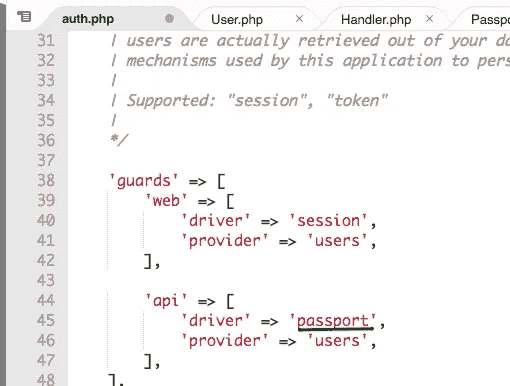 auth.php User.php × Handler.php × Passpo
31 | users are actually retrieved out of your da
32 | mechanisms used by this application to pers
33 |
34 | Supported: "session", "token"
35 |
36 */
37
38 'guards' => [
39 'web' => [
40 'driver' => 'session',
41 'provider' => 'users',
42 ],
43
44 'api' => [
45 'driver' => 'passport',
46 'provider' => 'users',
47 ],
48 ],